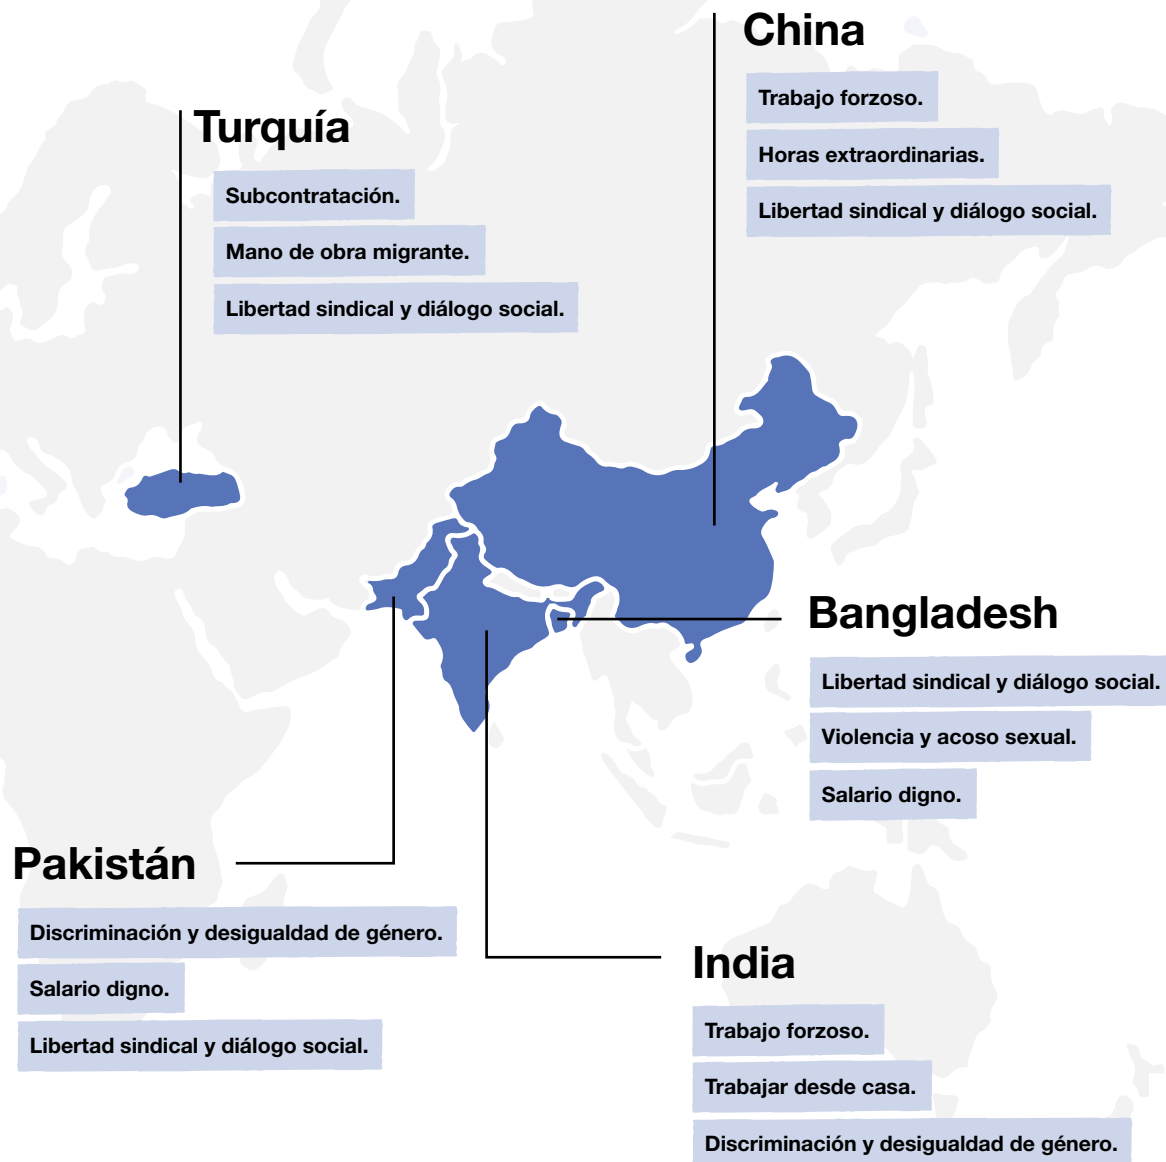 China
Trabajo forzoso.
Horas extraordinarias.
Libertad sindical y diálogo social.
Turquía
Subcontratación.
Mano de obra migrante.
Libertad sindical y diálogo social.
Bangladesh
Libertad sindical y diálogo social.
Violencia y acoso sexual.
Salario digno.
Pakistán
Discriminación y desigualdad de género.
Salario digno.
Libertad sindical y diálogo social.
India
Trabajo forzoso.
Trabajar desde casa.
Discriminación y desigualdad de género.